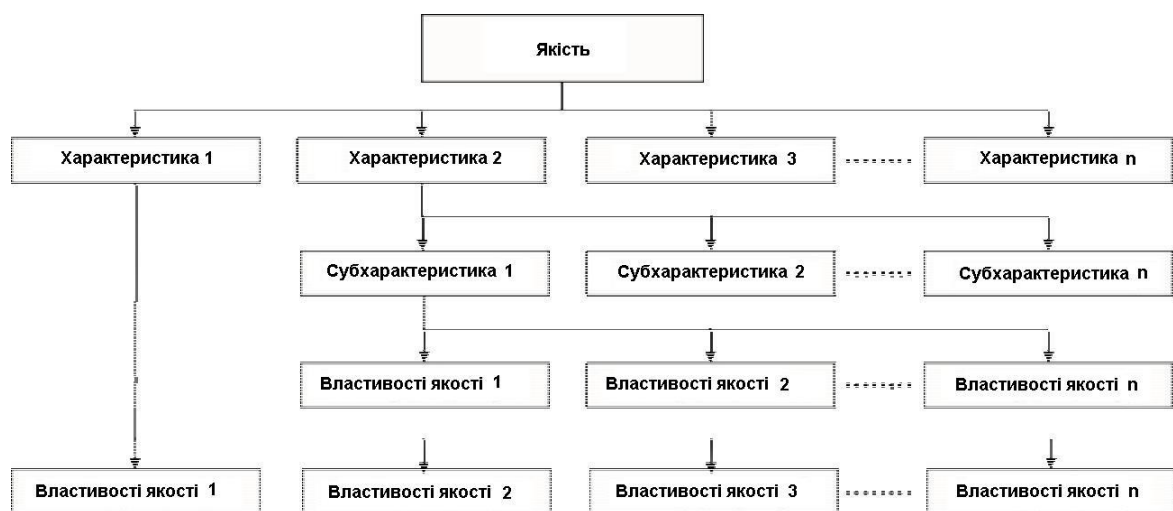 Якість
Характеристика 1
Характеристика 2
Характеристика 3
Характеристика n
Субхарактеристика 1
Субхарактеристика 2
Субхарактеристика n
Властивості якості 1
Властивості якості 2
Властивості якості n
Властивості якості 1
Властивості якості 2
Властивості якості 3
Властивості якості n